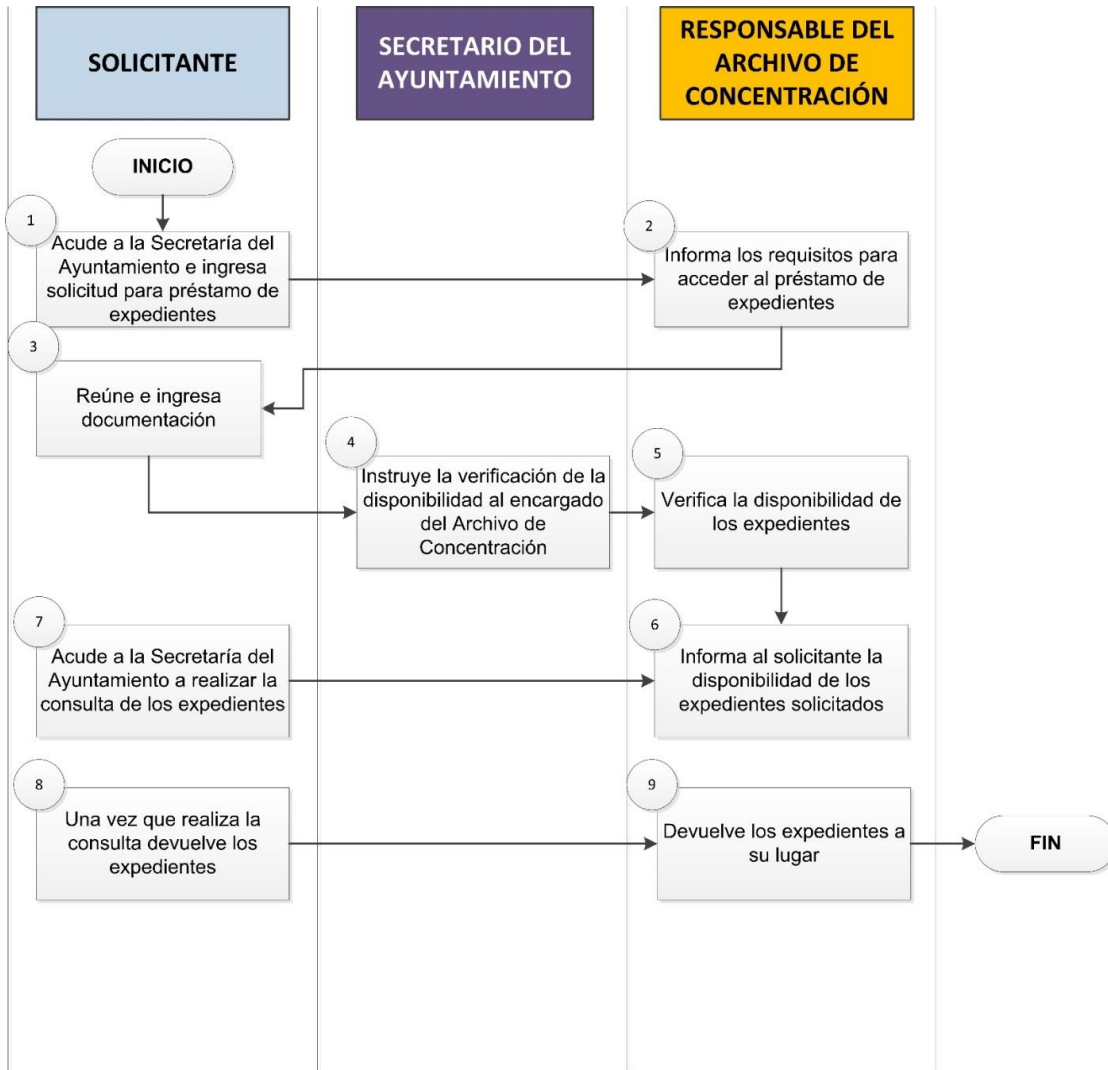 SOLICITANTE
SECRETARIO DEL
AYUNTAMIENTO
RESPONSABLE DEL
ARCHIVO DE
CONCENTRACIÓN
INICIO
1
Acude a la Secretaría del
Ayuntamiento e ingresa
solicitud para préstamo de
expedientes
2
Informa los requisitos para
acceder al préstamo de
expedientes
3
Reúne e ingresa
documentación
4
Instruye la verificación de la
disponibilidad al encargado
del Archivo de
Concentración
5
Verifica la disponibilidad de
los expedientes
6
Informa al solicitante la
disponibilidad de los
expedientes solicitados
7
Acude a la Secretaría del
Ayuntamiento a realizar la
consulta de los expedientes
8
Una vez que realiza la
consulta devuelve los
expedientes
9
Devuelve los expedientes a
su lugar
FIN